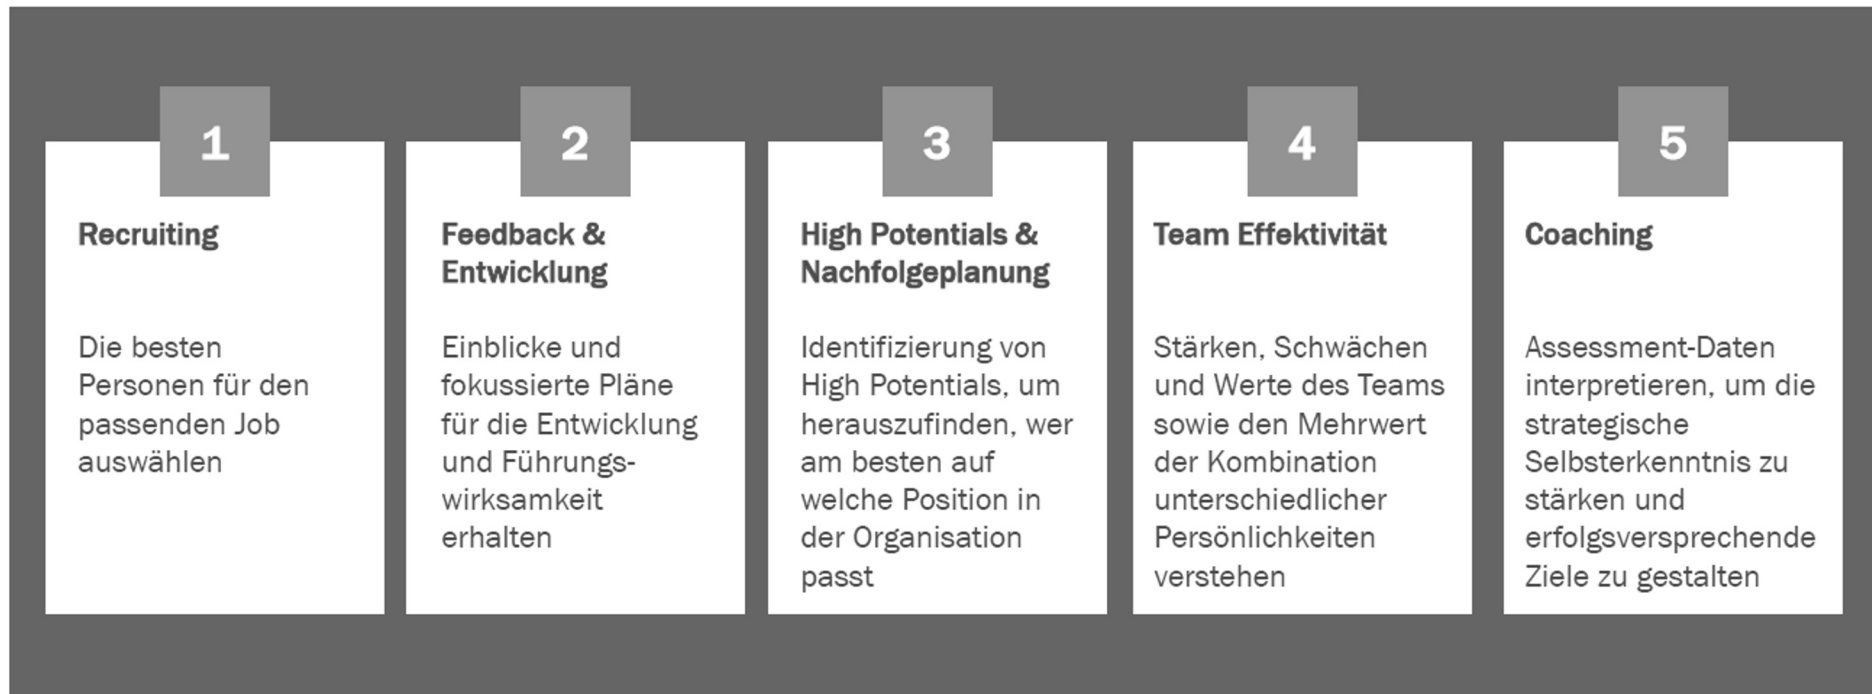 1
Recruiting
Die besten
Personen für den
passenden Job
auswählen
2
Feedback &
Entwicklung
Einblicke und
fokussierte Pläne
für die Entwicklung
und Führungs-
wirksamkeit
erhalten
3
High Potentials &
Nachfolgeplanung
Identifizierung von
High Potentials, um
herauszufinden, wer
am besten auf
welche Position in
der Organisation
passt
4
Team Effektivität
Stärken, Schwächen
und Werte des Teams
sowie den Mehrwert
der Kombination
unterschiedlicher
Persönlichkeiten
verstehen
5
Coaching
Assessment-Daten
interpretieren, um die
strategische
Selbsterkenntnis zu
stärken und
erfolgsversprechende
Ziele zu gestalten